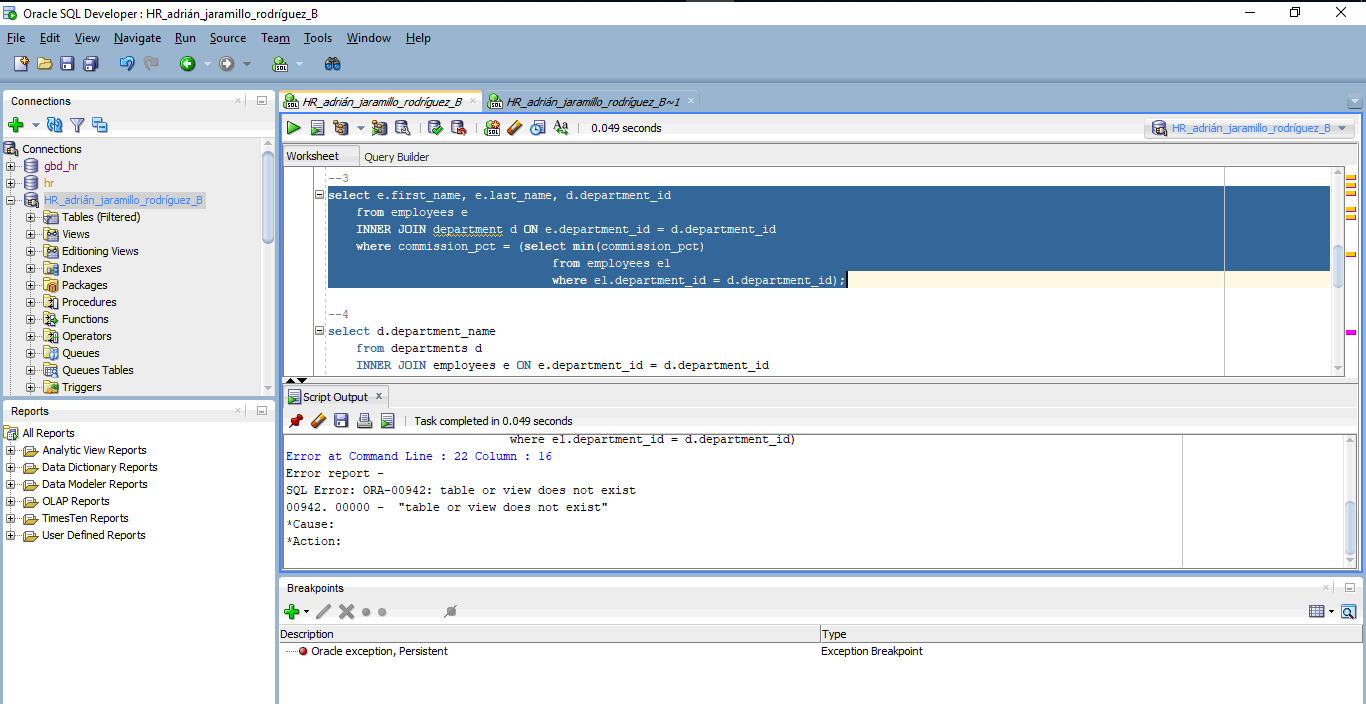 Oracle SQL Developer : HR_adrián_jaramillo_rodríguez_B
File Edit View Navigate Run Source Team Tools Window Help
Connections
Connections
gbd_hr
hr
HR_adrián_jaramillo_rodríguez_B
Tables (Filtered)
Views
Editioning Views
Indexes
Packages
Procedures
Functions
Operators
Queues
Queues Tables
Triggers
Reports
All Reports
Analytic View Reports
Data Dictionary Reports
Data Modeler Reports
OLAP Reports
TimesTen Reports
User Defined Reports
HR_adrián_jaramillo_rodríguez_B HR_adrián_jaramillo_rodríguez_B~1
0.049 seconds HR_adrián_jaramillo_rodríguez_B
Worksheet Query Builder
--3
select e.first_name, e.last_name, d.department_id
from employees e
INNER JOIN department d ON e.department_id = d.department_id
where commission_pct = (select min(commission_pct)
from employees el
where el.department_id = d.department_id);
--4
select d.department_name
from departments d
INNER JOIN employees e ON e.department_id = d.department_id
Script Output x
Task completed in 0.049 seconds
where el.department_id = d.department_id)
Error at Command Line : 22 Column : 16
Error report -
SQL Error: ORA-00942: table or view does not exist
00942. 00000 - "table or view does not exist"
*Cause:
*Action:
Breakpoints
Description Type
Oracle exception, Persistent Exception Breakpoint